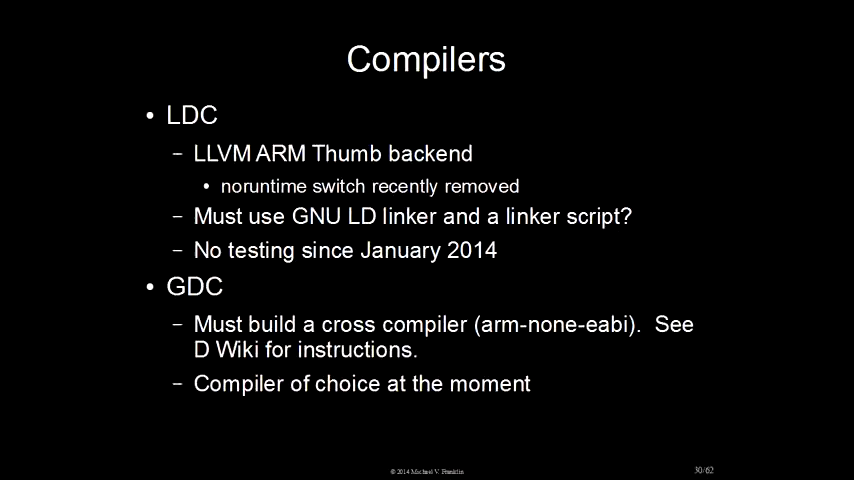 Compilers
• LDC
– LLVM ARM Thumb backend
• noruntime switch recently removed
– Must use GNU LD linker and a linker script?
– No testing since January 2014
• GDC
– Must build a cross compiler (arm-none-eabi). See
D Wiki for instructions.
– Compiler of choice at the moment
© 2014 Michael V. Franklin
30/62